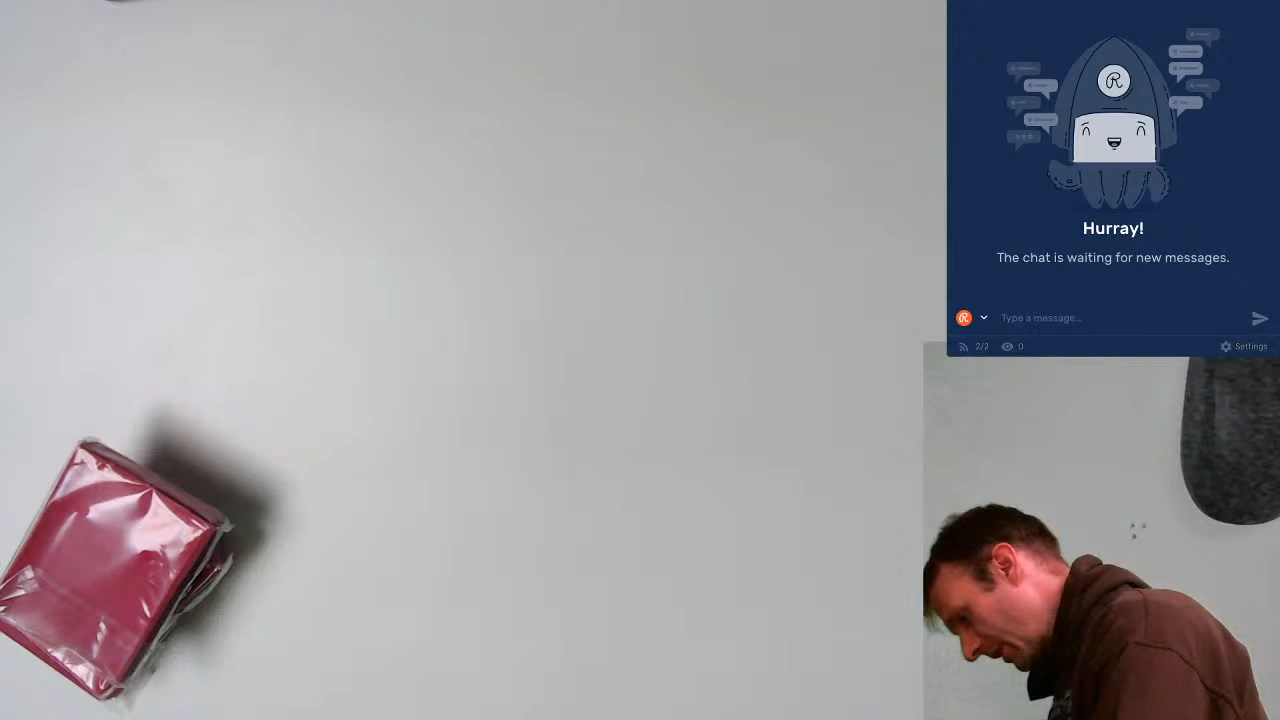 Hurray!
The chat is waiting for new messages.
Type a message...
2/2 0 Settings